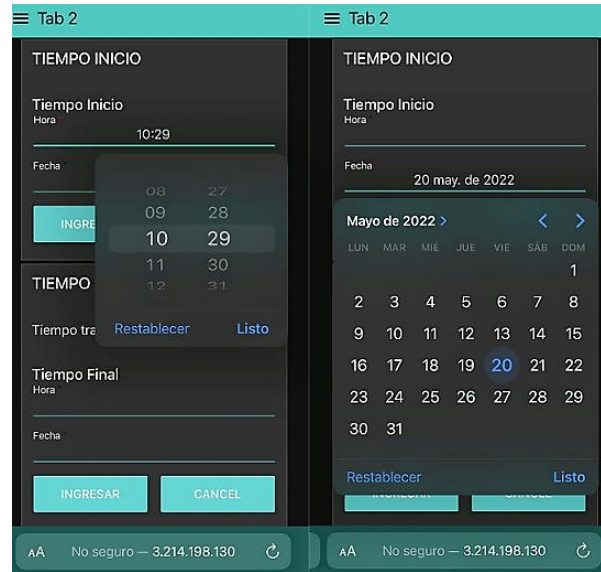 Tab 2
TIEMPO INICIO
Tiempo Inicio
Hora
10:29
Fecha
08 27
09 28
10 29
11 30
12 31
Restablecer Listo
INGRE
TIEMPO
Tiempo tra
Tiempo Final
Hora
Fecha
INGRESAR CANCEL
AA No seguro — 3.214.198.130
Tab 2
TIEMPO INICIO
Tiempo Inicio
Hora
Fecha
20 may. de 2022
Mayo de 2022 >
LUN MAR MIÉ JUE VIE SÁB DOM
1
2 3 4 5 6 7 8
9 10 11 12 13 14 15
16 17 18 19 20 21 22
23 24 25 26 27 28 29
30 31
Restablecer Listo
AA No seguro — 3.214.198.130